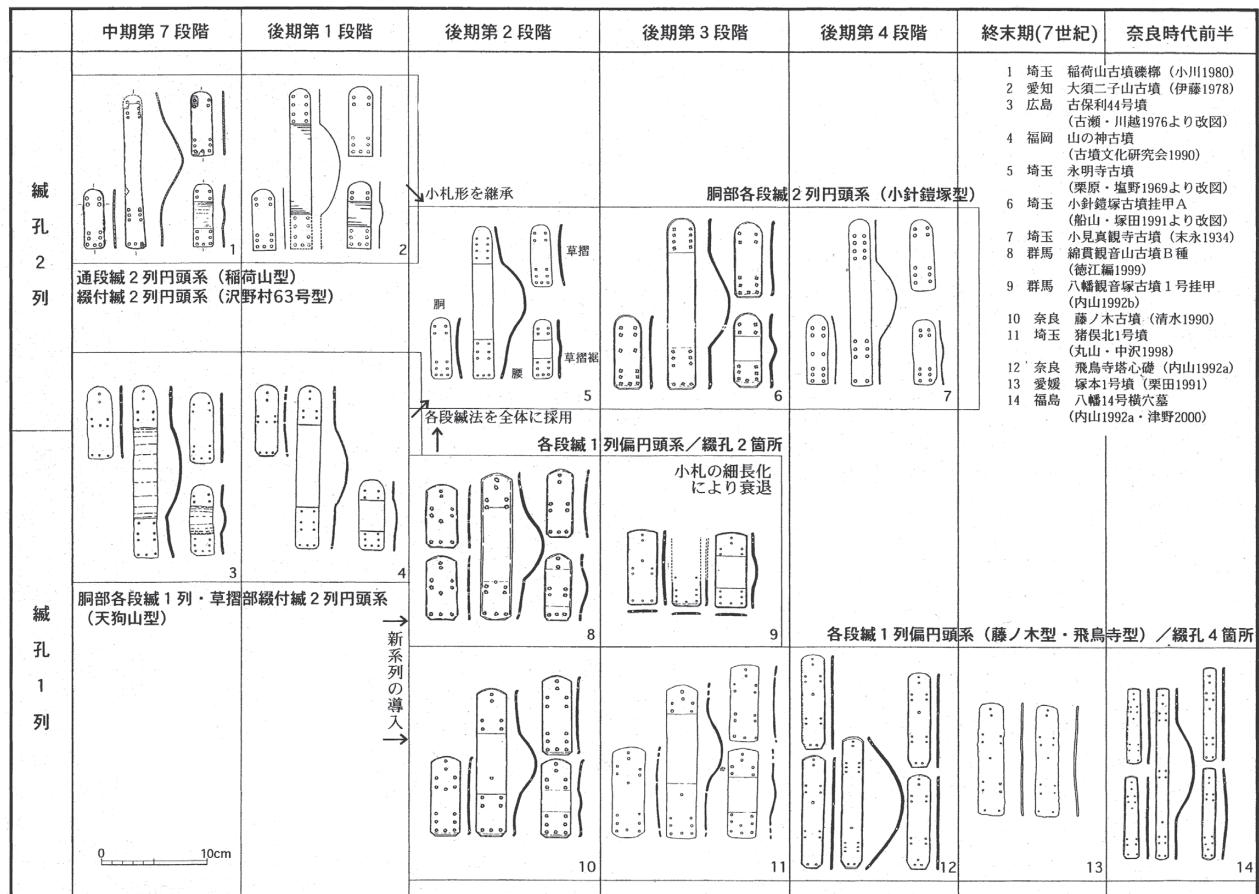 中期第７段階
後期第１段階
後期第２段階
後期第３段階
後期第４段階
終末期(7世紀)
奈良時代前半
縅孔２列
縅孔１列
1 埼玉 稲荷山古墳礫槨（小川1980）
2 愛知 大須二子山古墳（伊藤1978）
3 広島 古保利44号墳
（古瀬・川越1976より改図）
4 福岡 山の神古墳
（古墳文化研究会1990）
5 埼玉 永明寺古墳
（栗原・塩野1969より改図）
6 埼玉 小針鎧塚古墳挂甲Ａ
（船山・塚田1991より改図）
7 埼玉 小見真観寺古墳（末永1934）
8 群馬 綿貫観音山古墳Ｂ種
（徳江編1999）
9 群馬 八幡観音塚古墳１号挂甲
（内山1992b）
10 奈良 藤ノ木古墳（清水1990）
11 埼玉 猪俣北1号墳
（丸山・中沢1998）
12 奈良 飛鳥寺塔心礎（内山1992a）
13 愛媛 塚本1号墳（栗田1991）
14 福島 八幡14号横穴墓
（内山1992a・津野2000）
1
2
小札形を継承
胴部各段縅２列円頭系（小針鎧塚型）
通段縅２列円頭系（稲荷山型）
綴付縅２列円頭系（沢野村63号型）
草摺
胴
草摺裾
腰
5
6
7
各段縅法を全体に採用
各段縅１列偏円頭系／綴孔２箇所
小札の細長化
により衰退
3
4
8
9
胴部各段縅１列・草摺部綴付縅２列円頭系
（天狗山型）
新系列の導入
各段縅１列偏円頭系（藤ノ木型・飛鳥寺型）／綴孔４箇所
0 10cm
10
11
12
13
14